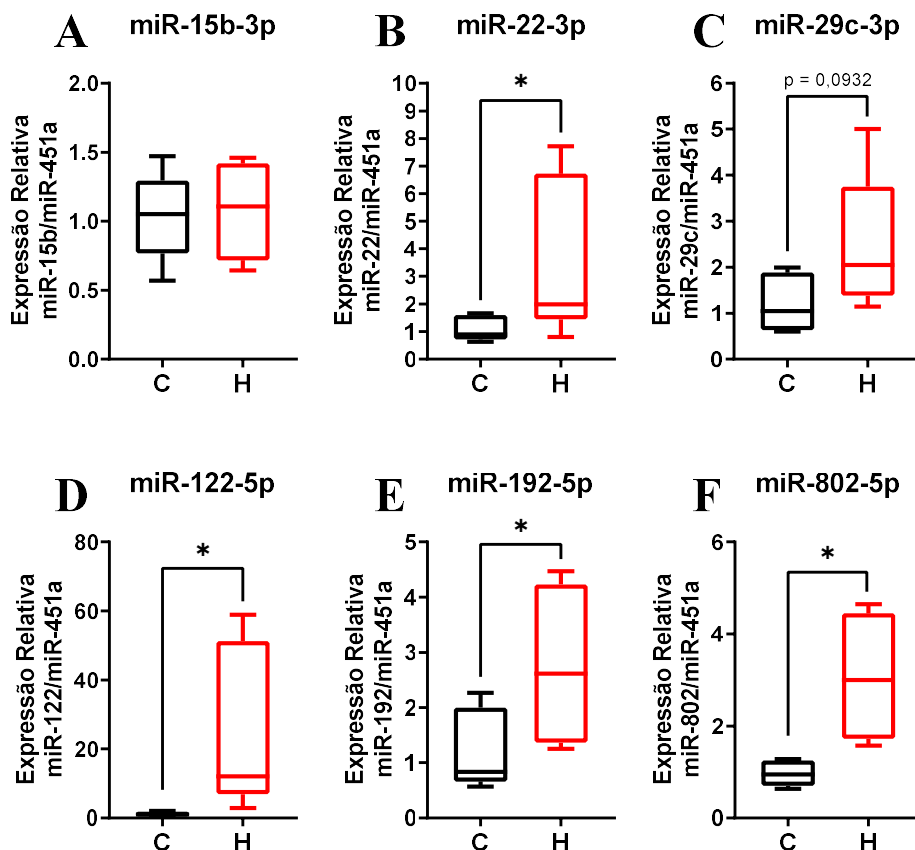 A miR-15b-3p
Expressão Relativa
miR-15b/miR-451a
2.0
1.5
1.0
0.5
0.0
C H
B miR-22-3p
Expressão Relativa
miR-22/miR-451a
10
9
8
7
6
5
4
3
2
1
0
*
C H
C miR-29c-3p
Expressão Relativa
miR-29c/miR-451a
p = 0,0932
6
5
4
3
2
1
0
C H
D miR-122-5p
Expressão Relativa
miR-122/miR-451a
80
60
40
20
0
*
C H
E miR-192-5p
Expressão Relativa
miR-192/miR-451a
5
4
3
2
1
0
*
C H
F miR-802-5p
Expressão Relativa
miR-802/miR-451a
6
4
2
0
*
C H